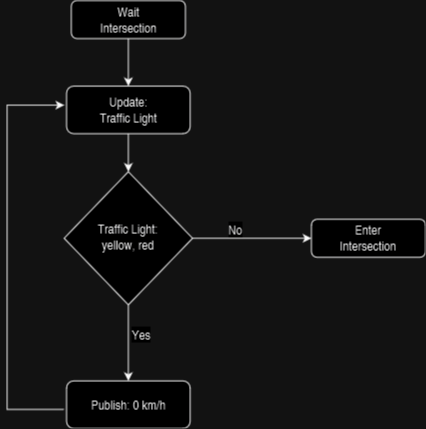 Wait
Intersection
Update:
Traffic Light
Traffic Light:
yellow, red
No
Enter
Intersection
Yes
Publish: 0 km/h